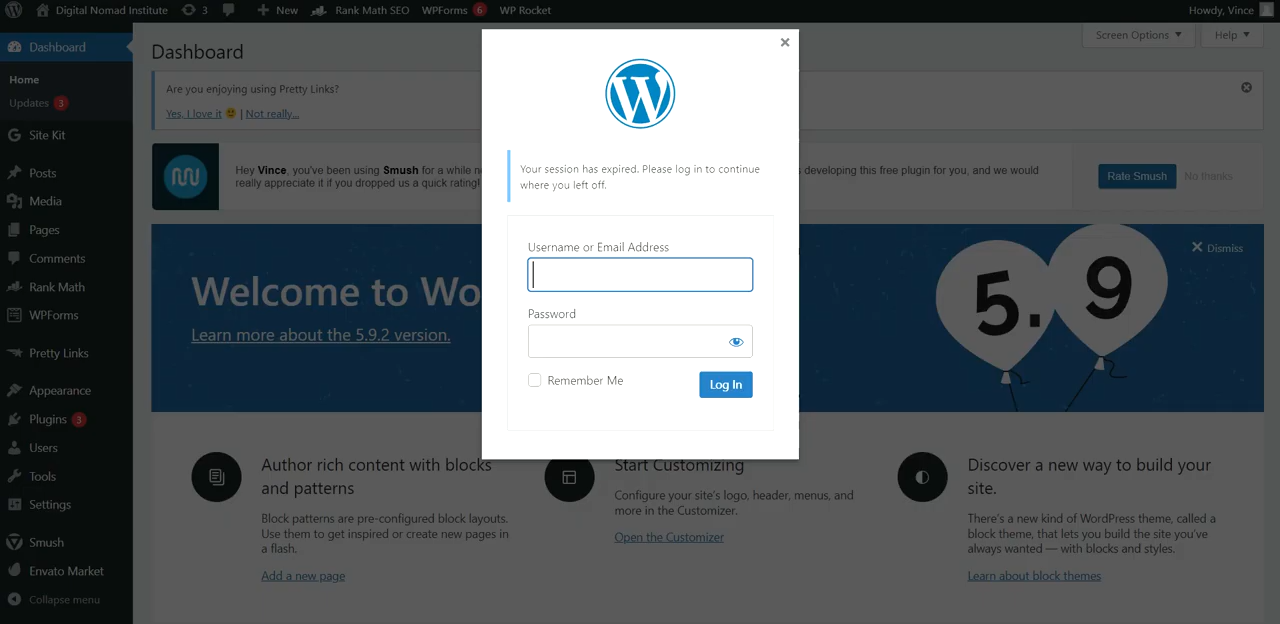 Digital Nomad Institute 3 New Rank Math SEO WPForms 6 WP Rocket Howdy, Vince
Dashboard
Home
Updates 3
Site Kit
Posts
Media
Pages
Comments
Rank Math
WPForms
Pretty Links
Appearance
Plugins 3
Users
Tools
Settings
Smush
Envato Market
Collapse menu
Screen Options ▼ Help ▼
Dashboard
Are you enjoying using Pretty Links?
Yes, I love it 🙂 | Not really...
Hey Vince, you've been using Smush for a while n
s developing this free plugin for you, and we would
really appreciate it if you dropped us a quick rating!
Rate Smush No thanks
Welcome to Wo
Learn more about the 5.9.2 version.
5.9
Dismiss
Your session has expired. Please log in to continue
where you left off.
Username or Email Address
Password
Remember Me
Log In
Author rich content with blocks
and patterns
Block patterns are pre-configured block layouts.
Use them to get inspired or create new pages in
a flash.
Add a new page
Start Customizing
Configure your site's logo, header, menus, and
more in the Customizer.
Open the Customizer
Discover a new way to build your
site.
There's a new kind of WordPress theme, called a
block theme, that lets you build the site you've
always wanted — with blocks and styles.
Learn about block themes